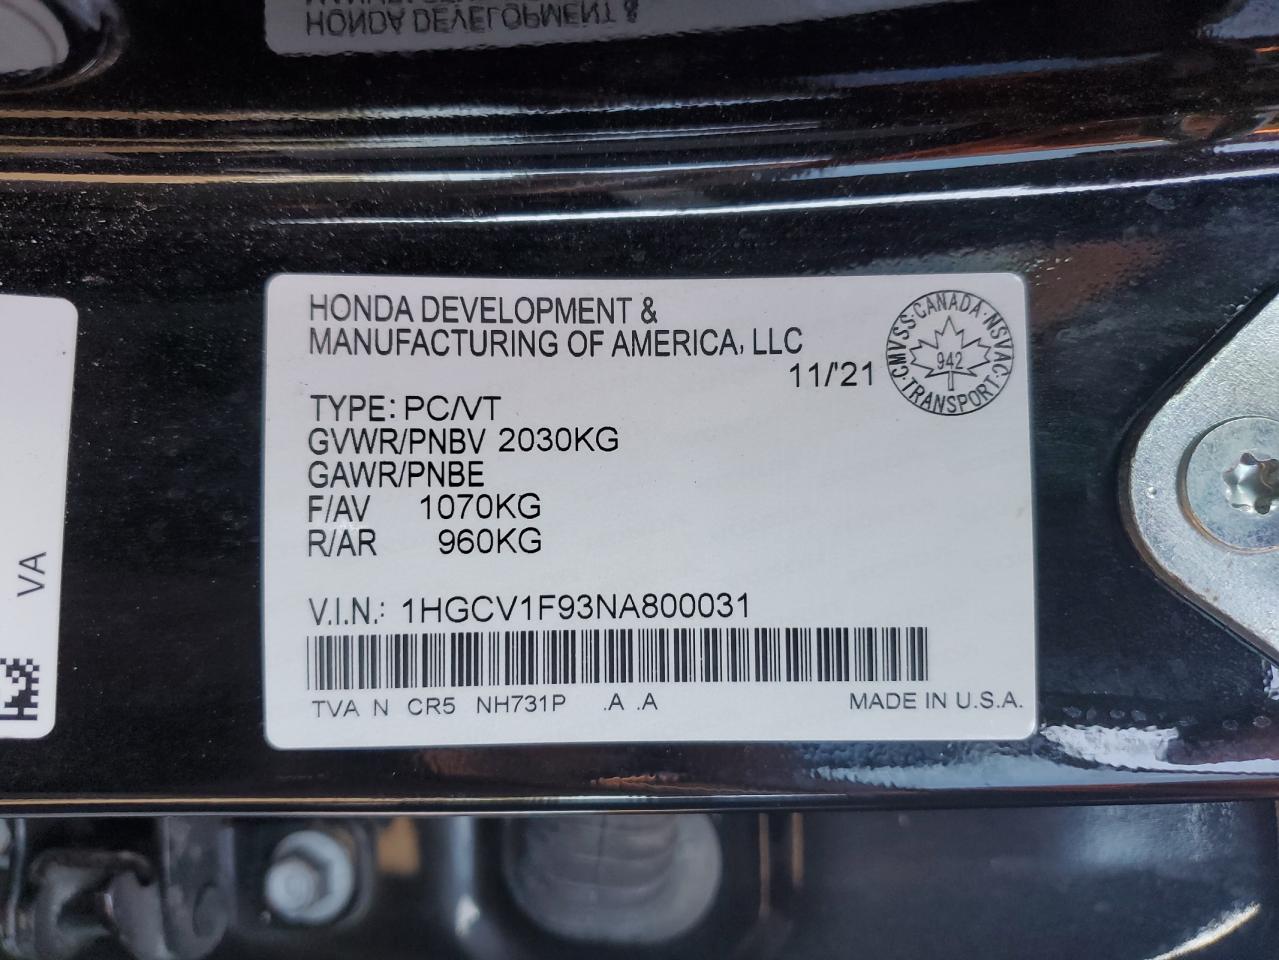 HONDA DEVELOPMENT &
HONDA DEVELOPMENT &
MANUFACTURING OF AMERICA, LLC
11/'21
CMVSS · CANADA · NSVAC · TRANSPORT ·
942
TYPE: PC/VT
GVWR/PNBV 2030KG
GAWR/PNBE
F/AV 1070KG
R/AR 960KG
V.I.N.: 1HGCV1F93NA800031
TVA N CR5 NH731P .A .A MADE IN U.S.A.
VA